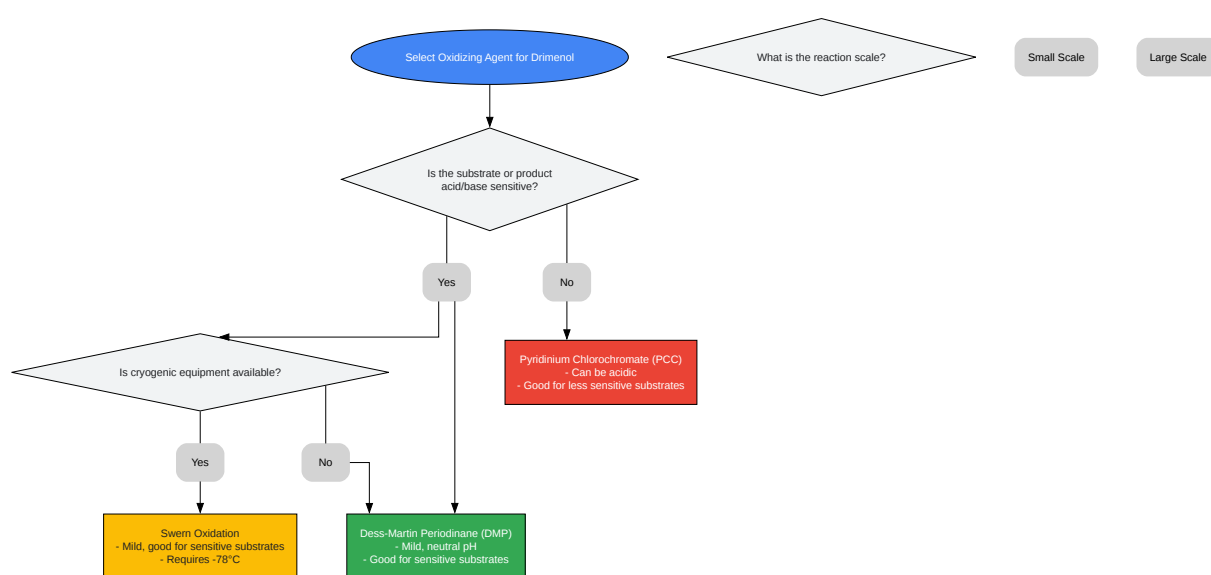 Select Oxidizing Agent for Drimenol
What is the reaction scale?
Small Scale
Large Scale
Is the substrate or product
acid/base sensitive?
Yes
No
Is cryogenic equipment available?
Pyridinium Chlorochromate (PCC)
- Can be acidic
- Good for less sensitive substrates
Yes
No
Swern Oxidation
- Mild, good for sensitive substrates
- Requires -78°C
Dess-Martin Periodinane (DMP)
- Mild, neutral pH
- Good for sensitive substrates